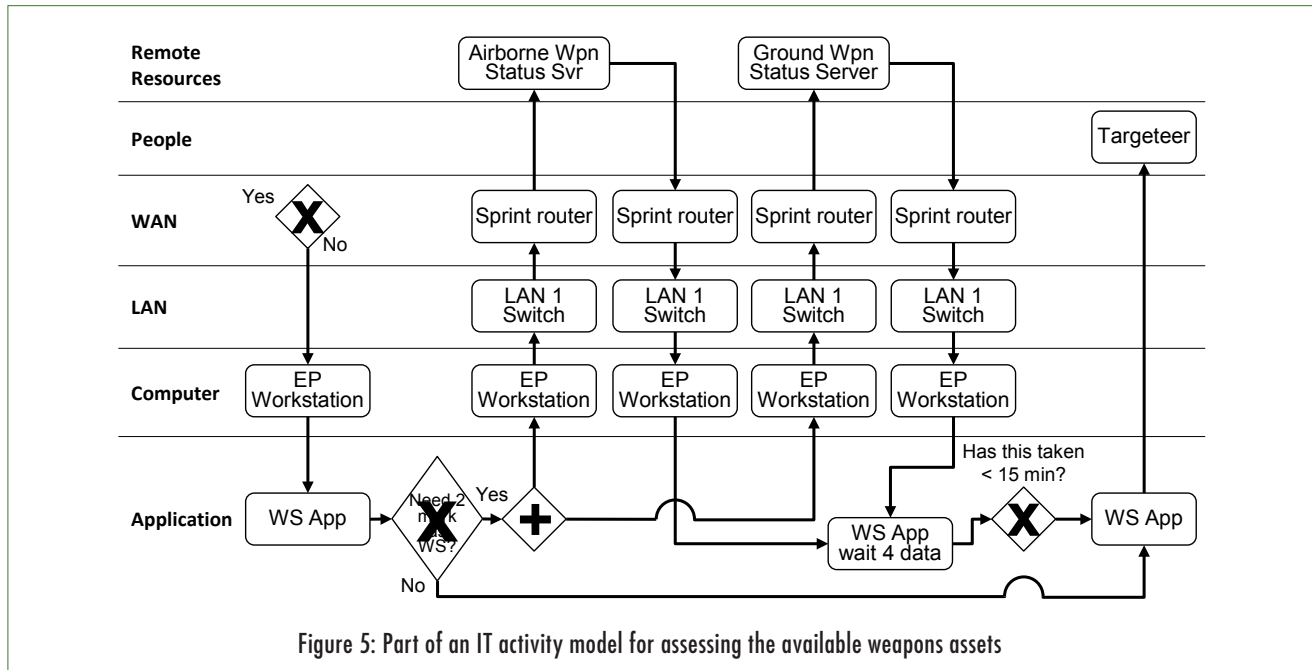 Remote
Resources
Airborne Wpn
Status Svr
Ground Wpn
Status Server
People
Targeteer
WAN
Yes
No
Sprint router
Sprint router
Sprint router
Sprint router
LAN
LAN 1
Switch
LAN 1
Switch
LAN 1
Switch
LAN 1
Switch
Computer
EP
Workstation
EP
Workstation
EP
Workstation
EP
Workstation
EP
Workstation
Application
WS App
Need 2
WS?
X
Yes
No
+
WS App
wait 4 data
Has this taken
< 15 min?
X
WS App
X
Figure 5: Part of an IT activity model for assessing the available weapons assets